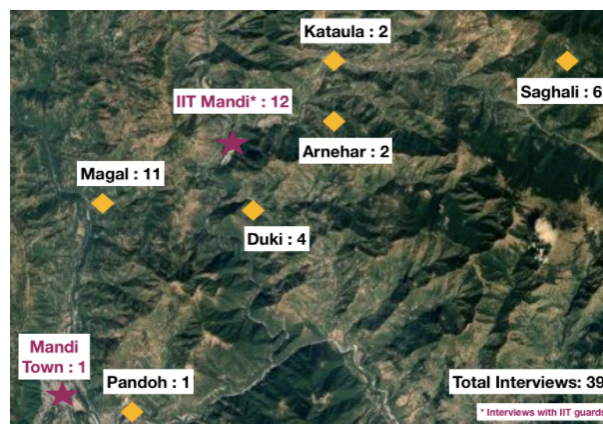 Kataula : 2
Saghali : 6
IIT Mandi* : 12
Arnehar : 2
Magal : 11
Duki : 4
Mandi
Town : 1
Pandoh : 1
Total Interviews: 39
* Interviews with IIT guards